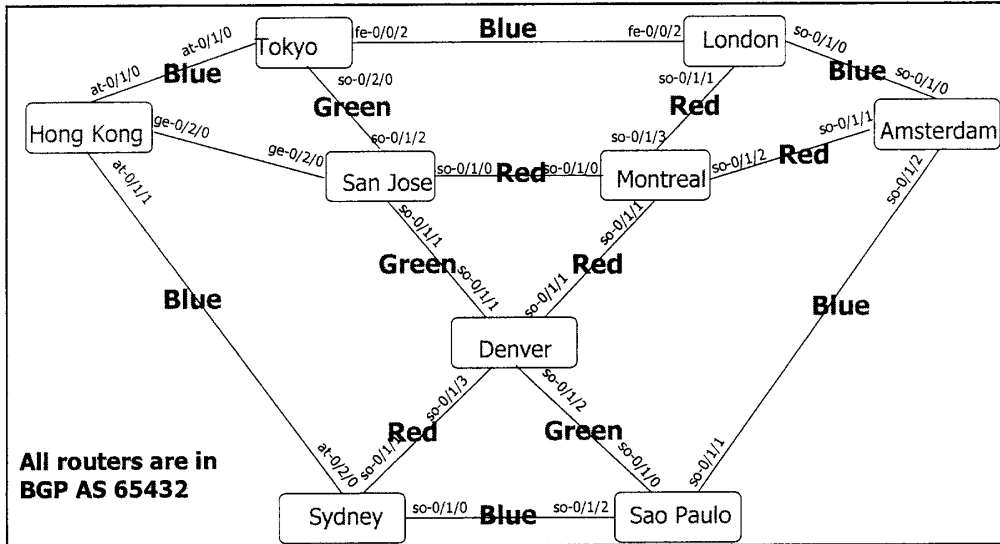 Tokyo
fe-0/0/2
Blue
fe-0/0/2
London
so-0/1/0
Blue
so-0/1/0
at-0/1/0
Blue
at-0/1/0
so-0/2/0
Green
so-0/1/2
so-0/1/1
Red
so-0/1/3
Hong Kong
ge-0/2/0
ge-0/2/0
San Jose
so-0/1/0
Red
so-0/1/0
Montreal
so-0/1/2
Red
so-0/1/1
Amsterdam
at-0/1/1
so-0/1/1
Green
so-0/1/1
so-0/1/1
Red
so-0/1/1
so-0/1/2
Blue
Blue
Denver
so-0/1/3
Red
so-0/1/1
so-0/1/2
Green
so-0/1/0
at-0/2/0
so-0/1/1
All routers are in
BGP AS 65432
Sydney
so-0/1/0
Blue
so-0/1/2
Sao Paulo